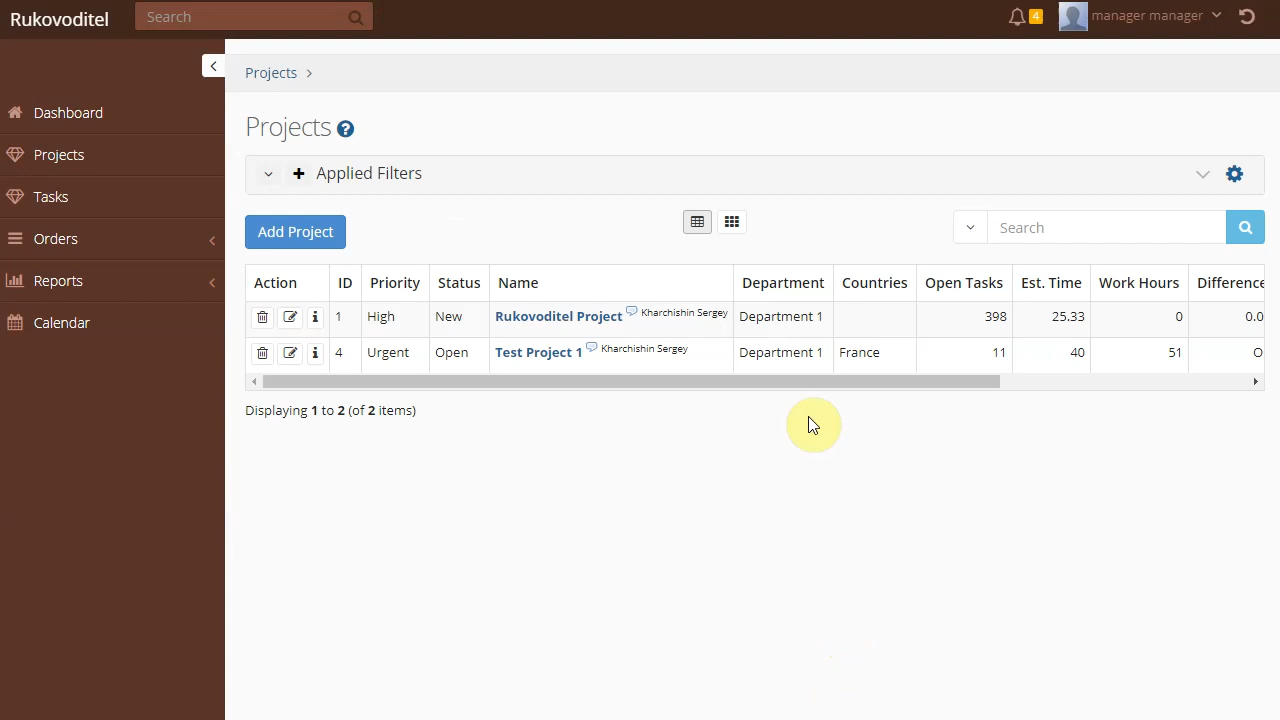 Rukovoditel
Search
4
manager manager
Projects
Dashboard
Projects
Tasks
Orders
Reports
Calendar
Projects
Applied Filters
Add Project
Search
Action ID Priority Status Name Department Countries Open Tasks Est. Time Work Hours Difference
1 High New Rukovoditel Project Kharchishin Sergey Department 1 398 25.33 0 0.0
4 Urgent Open Test Project 1 Kharchishin Sergey Department 1 France 11 40 51 O
Displaying 1 to 2 (of 2 items)